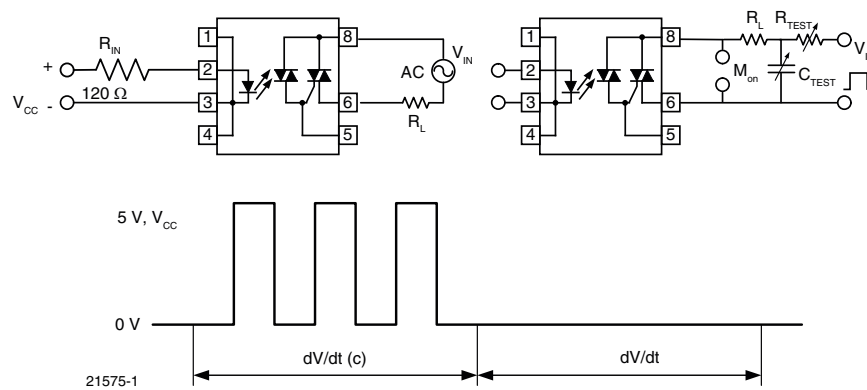 R_IN
120 Ω
+
V_CC -
1
2
3
4
8
6
5
AC
V_IN
R_L
1
2
3
4
8
6
5
M_on
R_L
R_TEST
C_TEST
5 V, V_CC
0 V
dV/dt (c)
dV/dt
21575-1